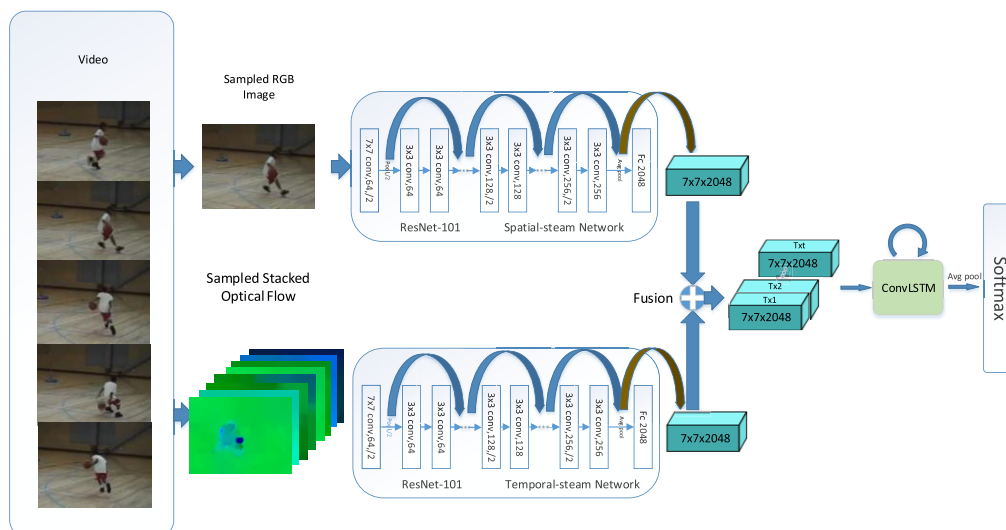 Video
Sampled RGB
Image
7x7 conv,64,/2
Pool,/2
3x3 conv,64
3x3 conv,64
3x3 conv,128,/2
3x3 conv,128
3x3 conv,256,/2
3x3 conv,256
Avg pool
Fc 2048
ResNet-101
Spatial-steam Network
7x7x2048
Sampled Stacked
Optical Flow
Fusion
Txt
7x7x2048
Tx2
Tx1
7x7x2048
ConvLSTM
Avg pool
Softmax
7x7 conv,64,/2
Pool,/2
3x3 conv,64
3x3 conv,64
3x3 conv,128,/2
3x3 conv,128
3x3 conv,256,/2
3x3 conv,256
Avg pool
Fc 2048
ResNet-101
Temporal-steam Network
7x7x2048